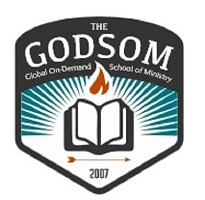 THE
GODSOM
Global On-Demand School of Ministry
2007